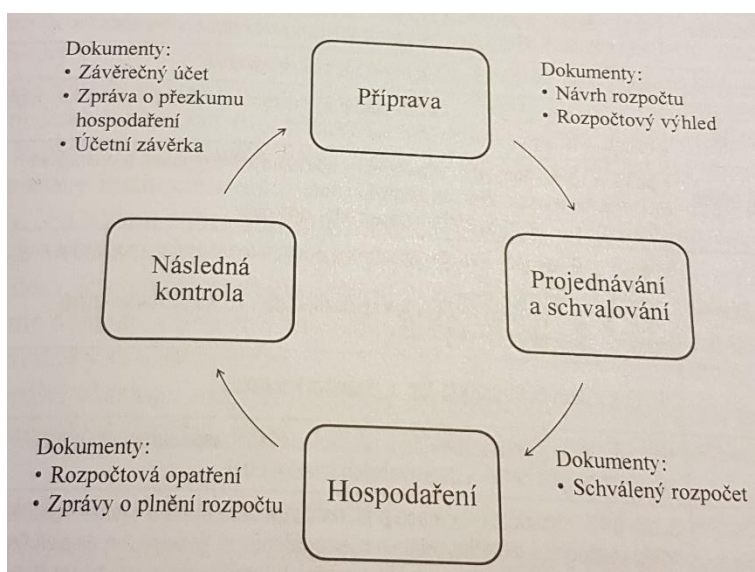 Dokumenty:
• Závěrečný účet
• Zpráva o přezkumu
hospodaření
• Účetní závěrka
Příprava
Dokumenty:
• Návrh rozpočtu
• Rozpočtový výhled
Následná
kontrola
Projednávání
a schvalování
Dokumenty:
• Rozpočtová opatření
• Zprávy o plnění rozpočtu
Hospodaření
Dokumenty:
• Schválený rozpočet